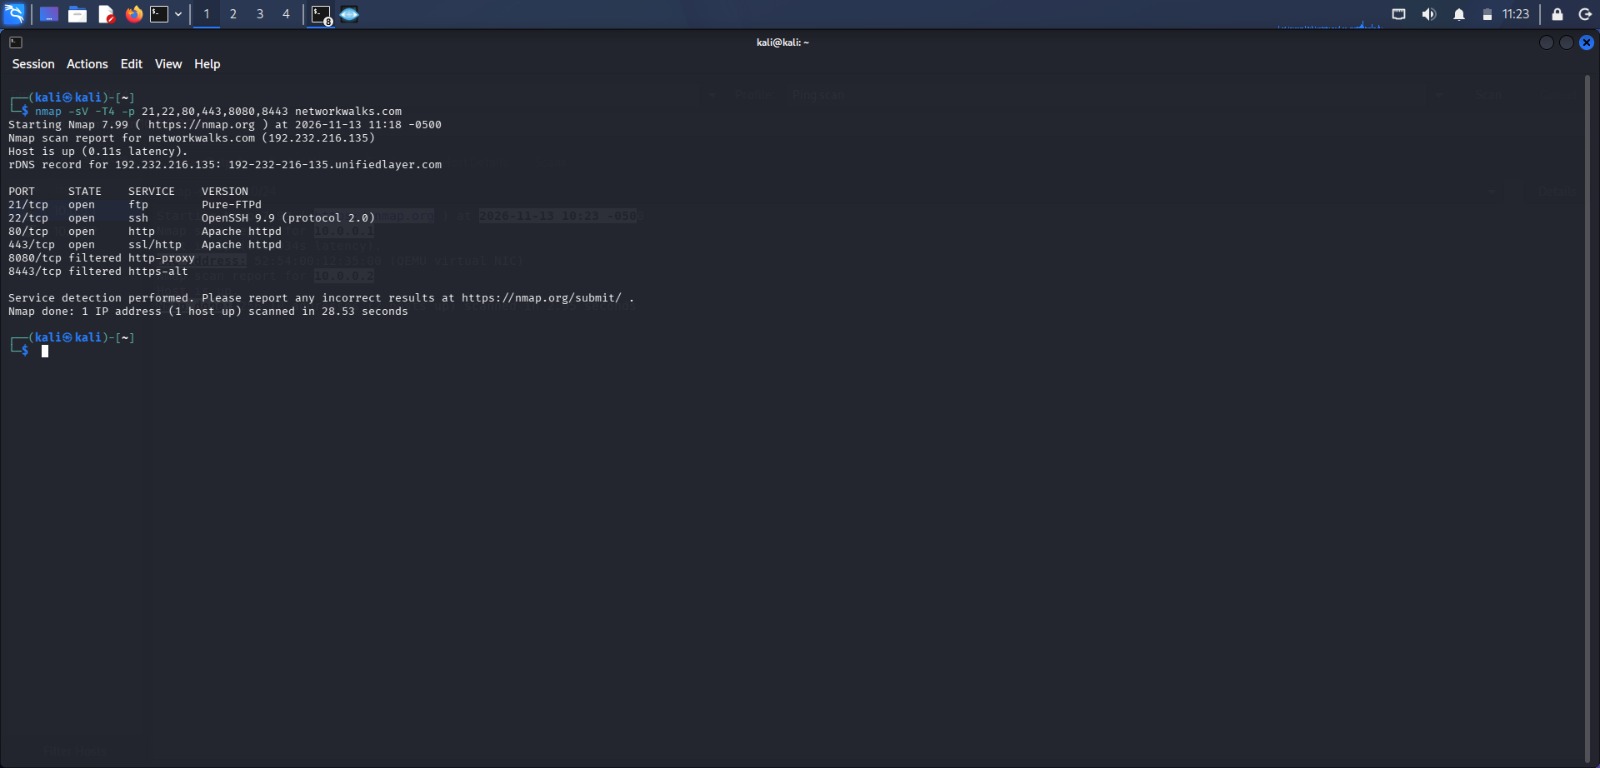 1 2 3 4 8 11:23
kali@kali: ~
Session Actions Edit View Help
┌──(kali㉿kali)-[~]
└─$ nmap -sV -T4 -p 21,22,80,443,8080,8443 networkwalks.com
Starting Nmap 7.99 ( https://nmap.org ) at 2026-11-13 11:18 -0500
Nmap scan report for networkwalks.com (192.232.216.135)
Host is up (0.11s latency).
rDNS record for 192.232.216.135: 192-232-216-135.unifiedlayer.com
PORT     STATE    SERVICE    VERSION
21/tcp   open     ftp        Pure-FTPd
22/tcp   open     ssh        OpenSSH 9.9 (protocol 2.0)
80/tcp   open     http       Apache httpd
443/tcp  open     ssl/http   Apache httpd
8080/tcp filtered http-proxy
8443/tcp filtered https-alt
Service detection performed. Please report any incorrect results at https://nmap.org/submit/ .
Nmap done: 1 IP address (1 host up) scanned in 28.53 seconds
┌──(kali㉿kali)-[~]
└─$